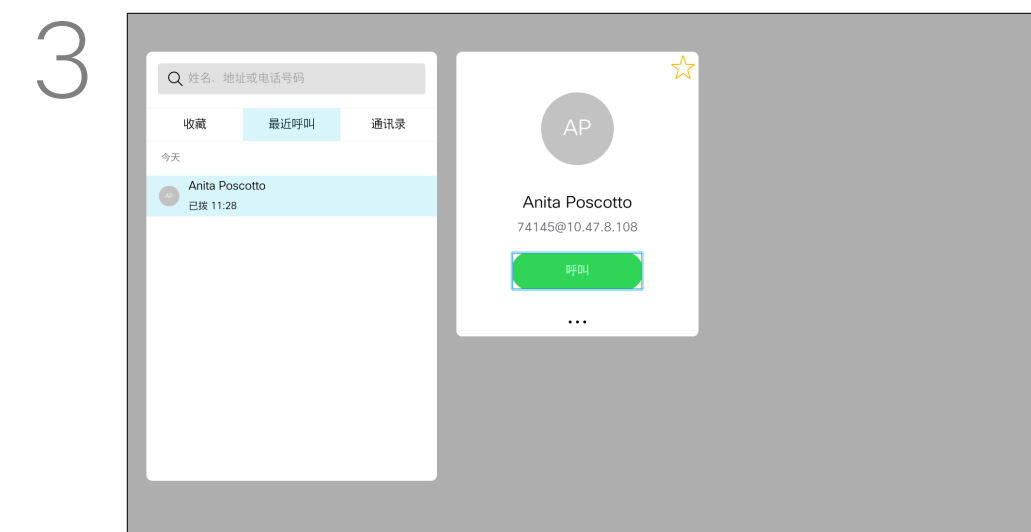 3
姓名、地址或电话号码
收藏 最近呼叫 通讯录
今天
AP Anita Poscotto
已拨 11:28
AP
Anita Poscotto
74145@10.47.8.108
呼叫